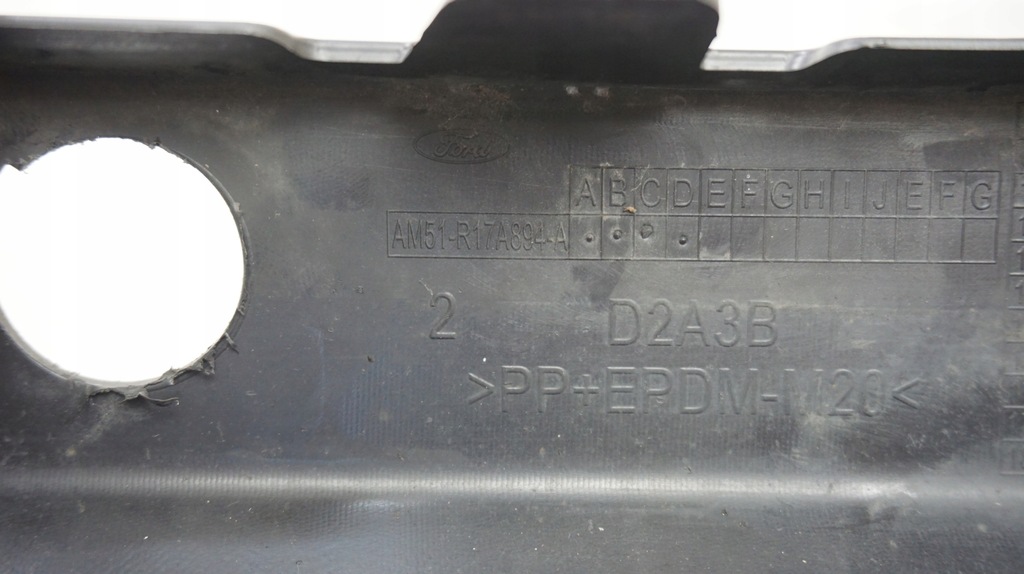 Ford
A B C D E F G H I J E F G
AM51-R17A894-A
2 D2A3B
>PP+EPDM-M20<